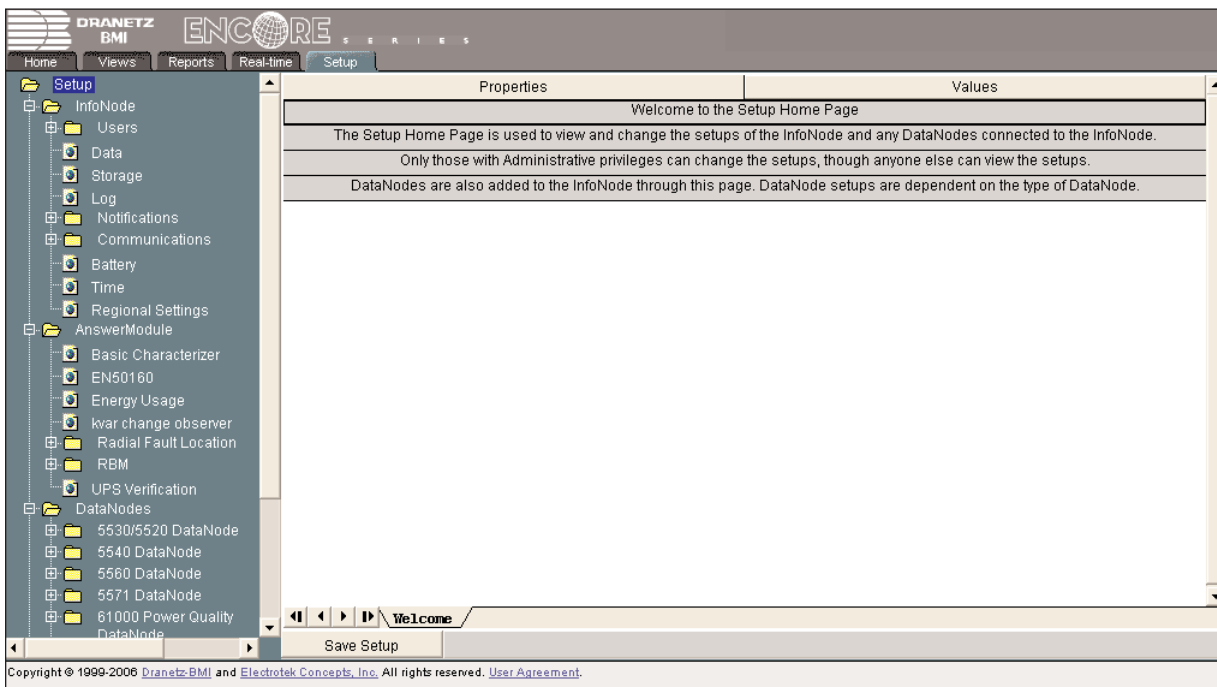 DRANETZ
BMI
ENCORE
SERIES
Home Views Reports Real-time Setup
Setup
InfoNode
Users
Data
Storage
Log
Notifications
Communications
Battery
Time
Regional Settings
AnswerModule
Basic Characterizer
EN50160
Energy Usage
kvar change observer
Radial Fault Location
RBM
UPS Verification
DataNodes
5530/5520 DataNode
5540 DataNode
5560 DataNode
5571 DataNode
61000 Power Quality
DataNode
Properties Values
Welcome to the Setup Home Page
The Setup Home Page is used to view and change the setups of the InfoNode and any DataNodes connected to the InfoNode.
Only those with Administrative privileges can change the setups, though anyone else can view the setups.
DataNodes are also added to the InfoNode through this page. DataNode setups are dependent on the type of DataNode.
Welcome
Save Setup
Copyright © 1999-2006 Dranetz-BMI and Electrotek Concepts, Inc. All rights reserved. User Agreement.